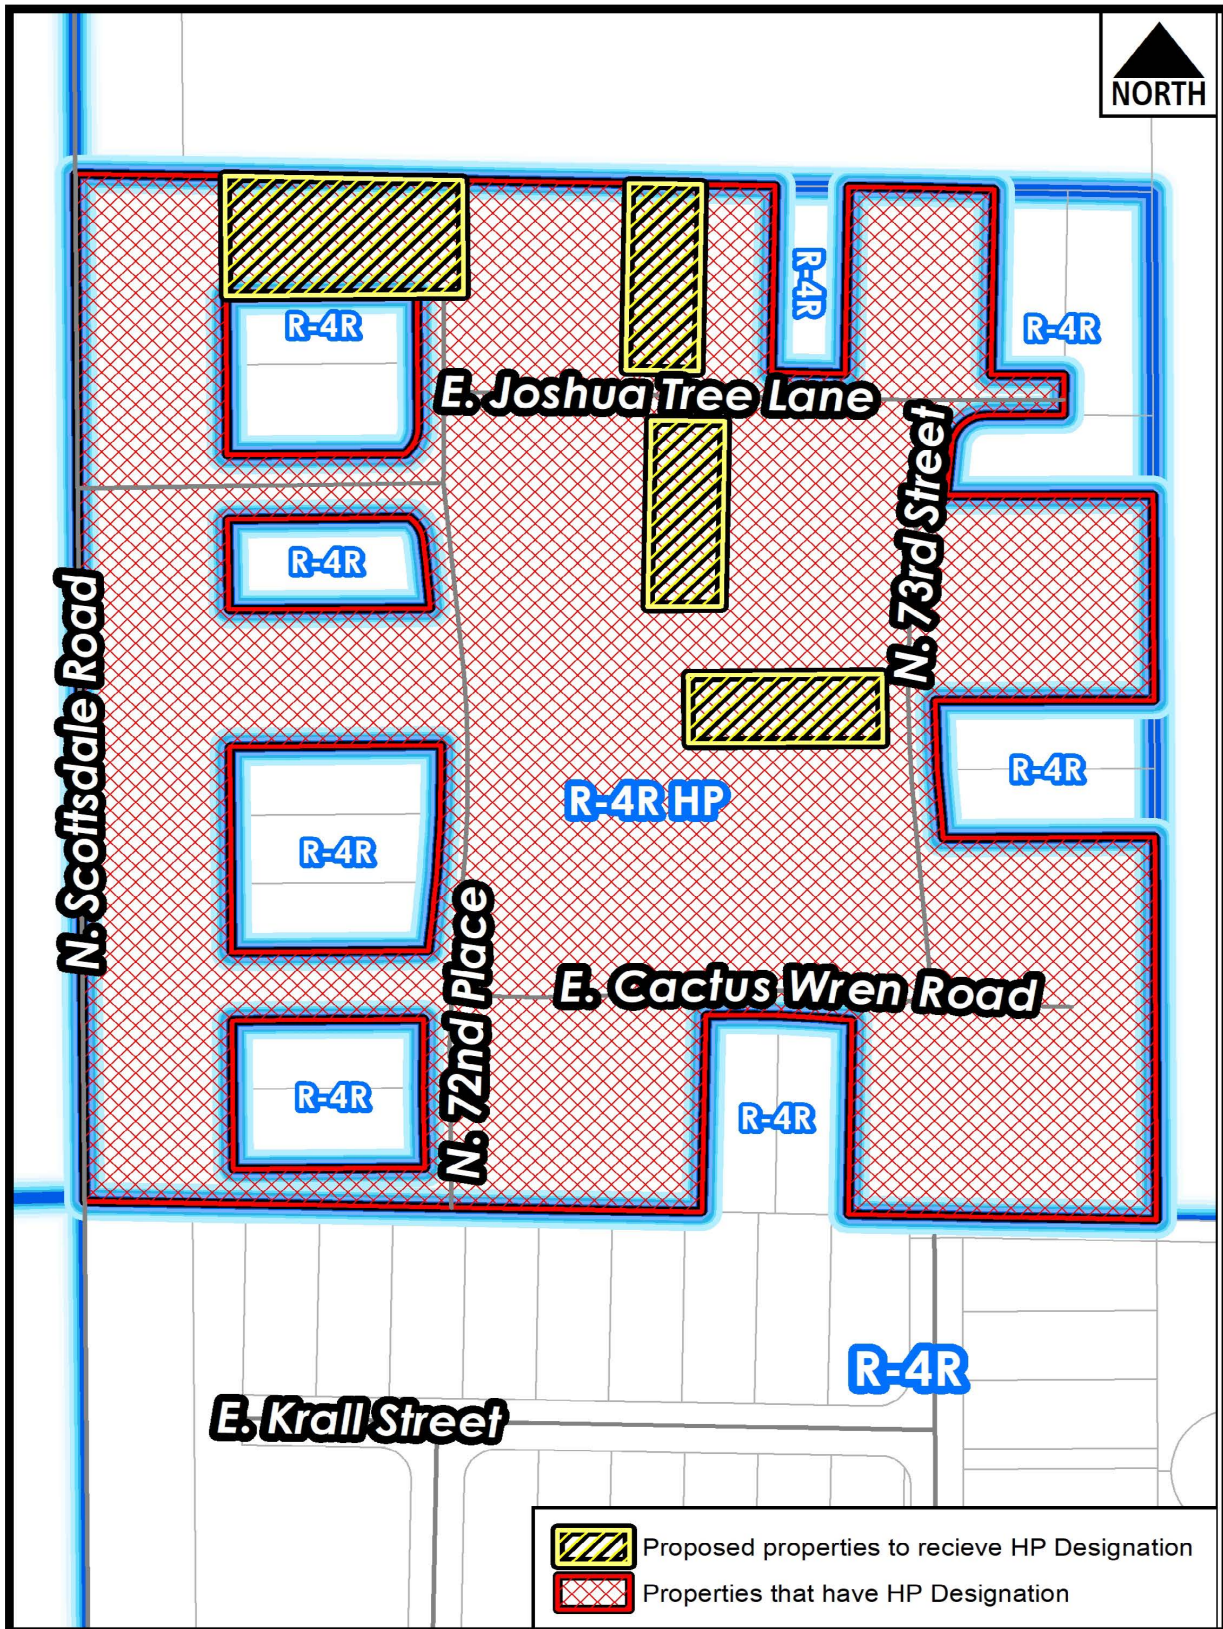 NORTH
R-4R
R-4R
R-4R
E. Joshua Tree Lane
N. 73rd Street
R-4R
N. Scottsdale Road
R-4R
R-4R HP
R-4R
N. 72nd Place
E. Cactus Wren Road
R-4R
R-4R
R-4R
E. Krall Street
Proposed properties to recieve HP Designation
Properties that have HP Designation